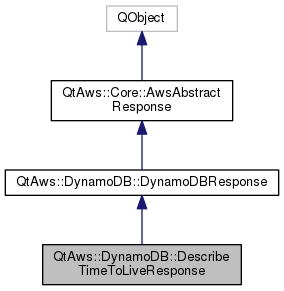 QObject
QtAws::Core::AwsAbstract
Response
QtAws::DynamoDB::DynamoDBResponse
QtAws::DynamoDB::Describe
TimeToLiveResponse